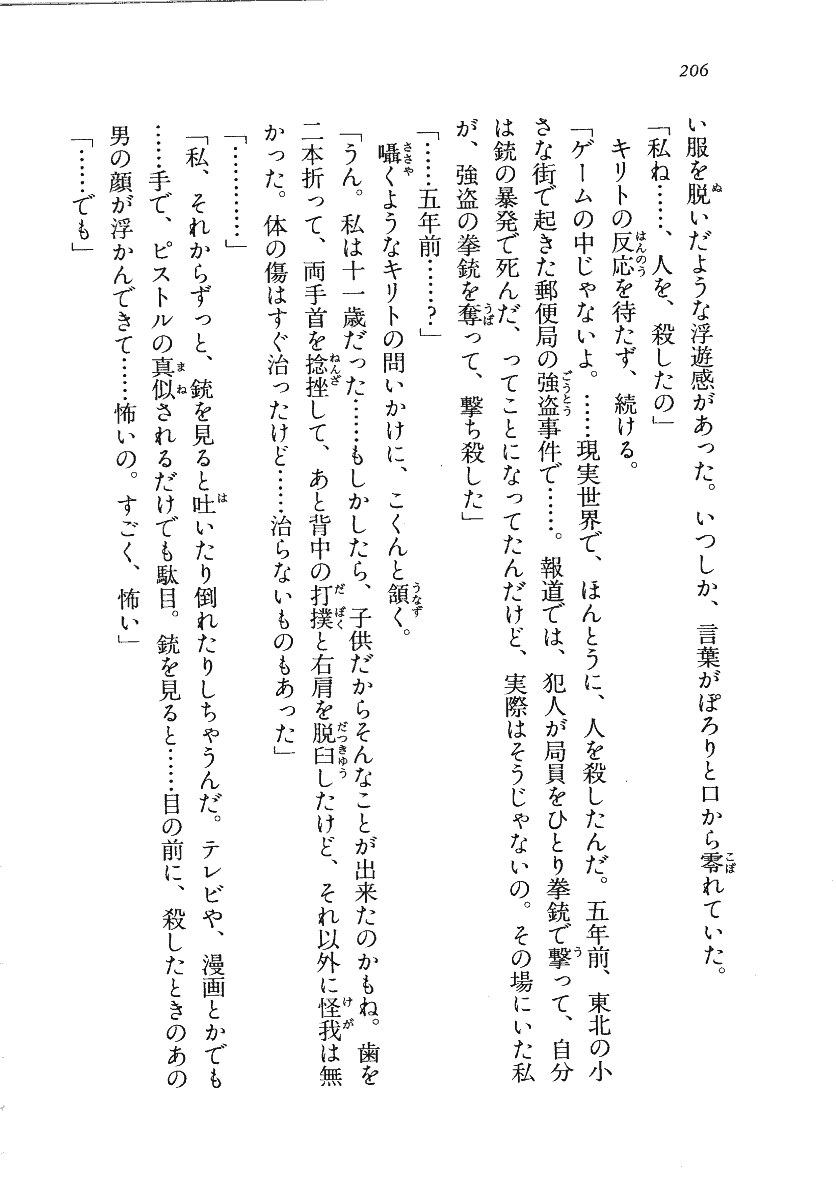 206
い服を脱いだような浮遊感があった。いつしか、言葉がぽろりと口から零れていた。
「私ね……、人を、殺したの」
キリトの反応を待たず、続ける。
「ゲームの中じゃないよ。……現実世界で、ほんとうに、人を殺したんだ。五年前、東北の小
さな街で起きた郵便局の強盗事件で……。報道では、犯人が局員をひとり拳銃で撃って、自分
は銃の暴発で死んだ、ってことになってたんだけど、実際はそうじゃないの。その場にいた私
が、強盗の拳銃を奪って、撃ち殺した」
「……五年前……?」
囁くようなキリトの問いかけに、こくんと頷く。
「うん。私は十一歳だった……もしかしたら、子供だからそんなことが出来たのかもね。歯を
二本折って、両手首を捻挫して、あと背中の打撲と右肩を脱臼したけど、それ以外に怪我は無
かった。体の傷はすぐ治ったけど……治らないものもあった」
「…………」
「私、それからずっと、銃を見ると吐いたり倒れたりしちゃうんだ。テレビや、漫画とかでも
……手で、ピストルの真似されるだけでも駄目。銃を見ると……目の前に、殺したときのあの
男の顔が浮かんできて……怖いの。すごく、怖い」
「……でも」